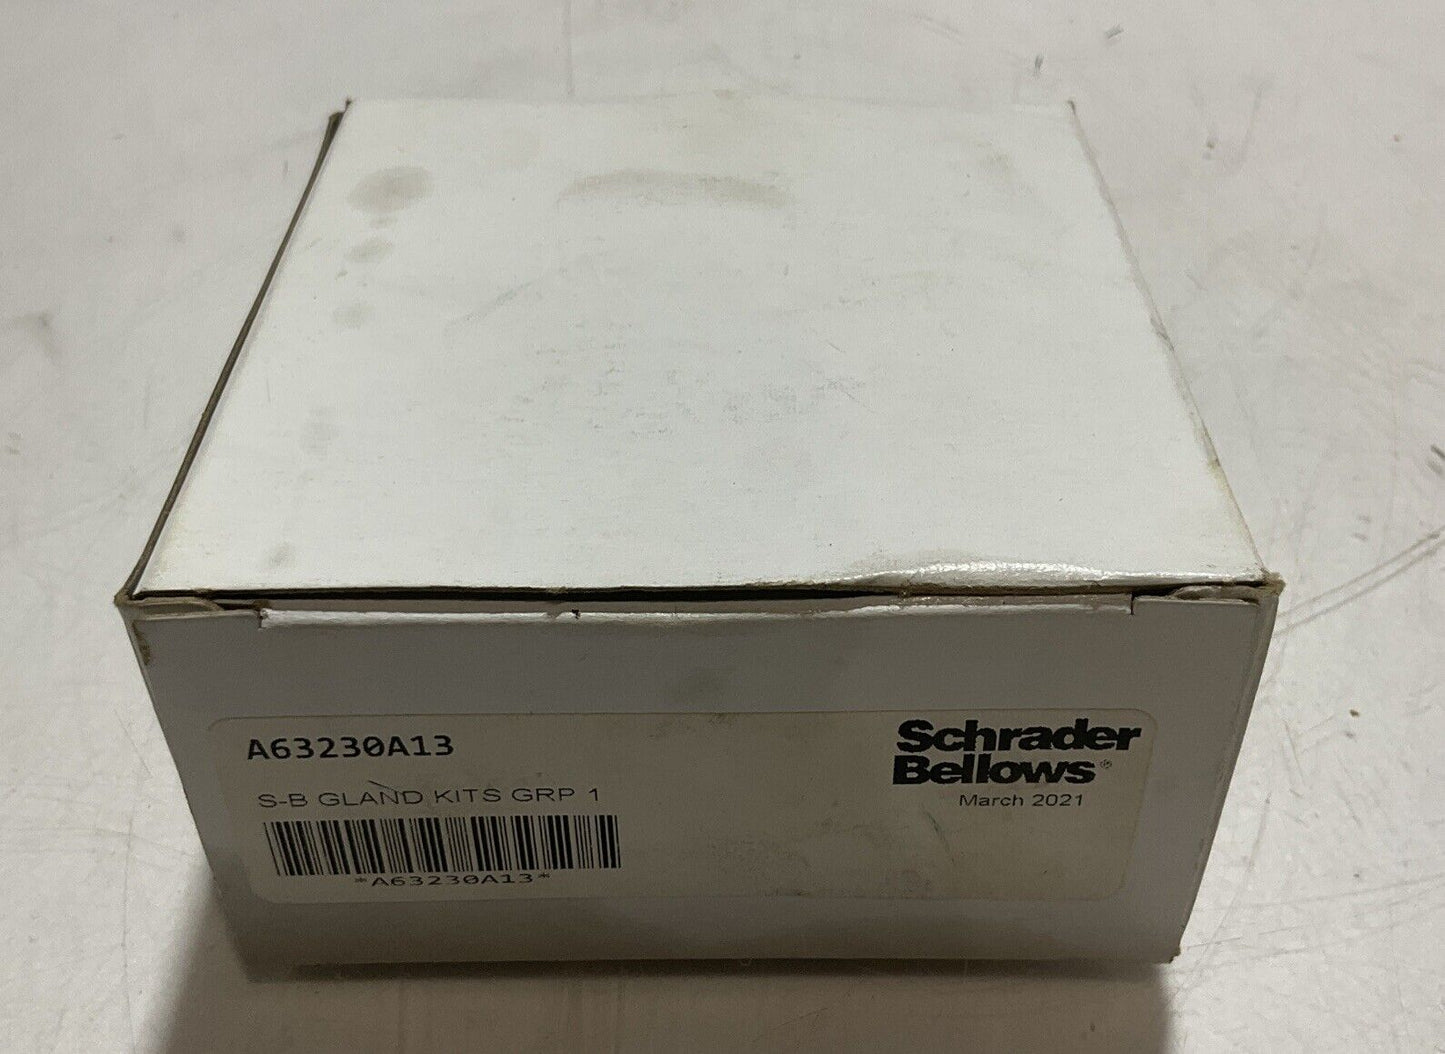 A63230A13
S-B GLAND KITS GRP 1
*A63230A13*
Schrader
Bellows®
March 2021